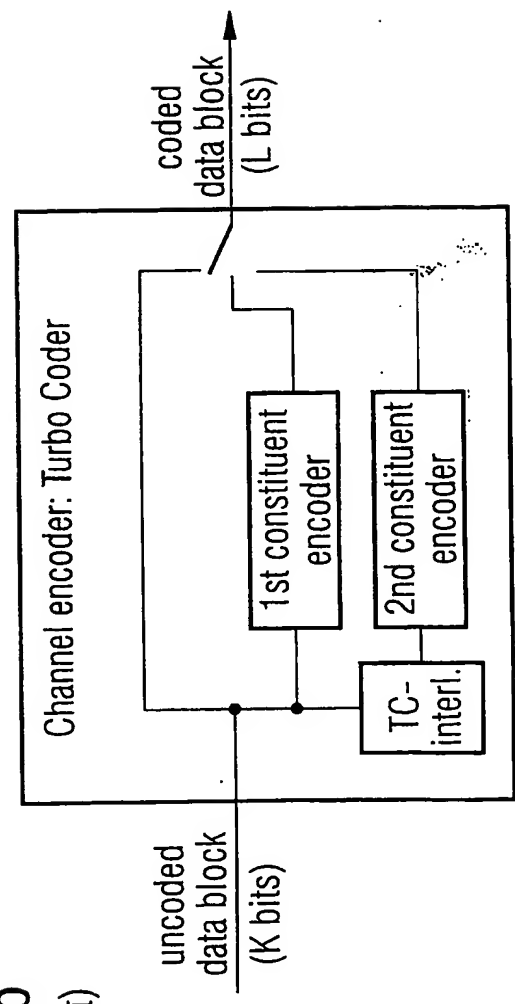 Channel encoder: Turbo Coder
uncoded
data block
(K bits)
1st constituent
encoder
2nd constituent
encoder
TC-
interl.
coded
data block
(L bits)